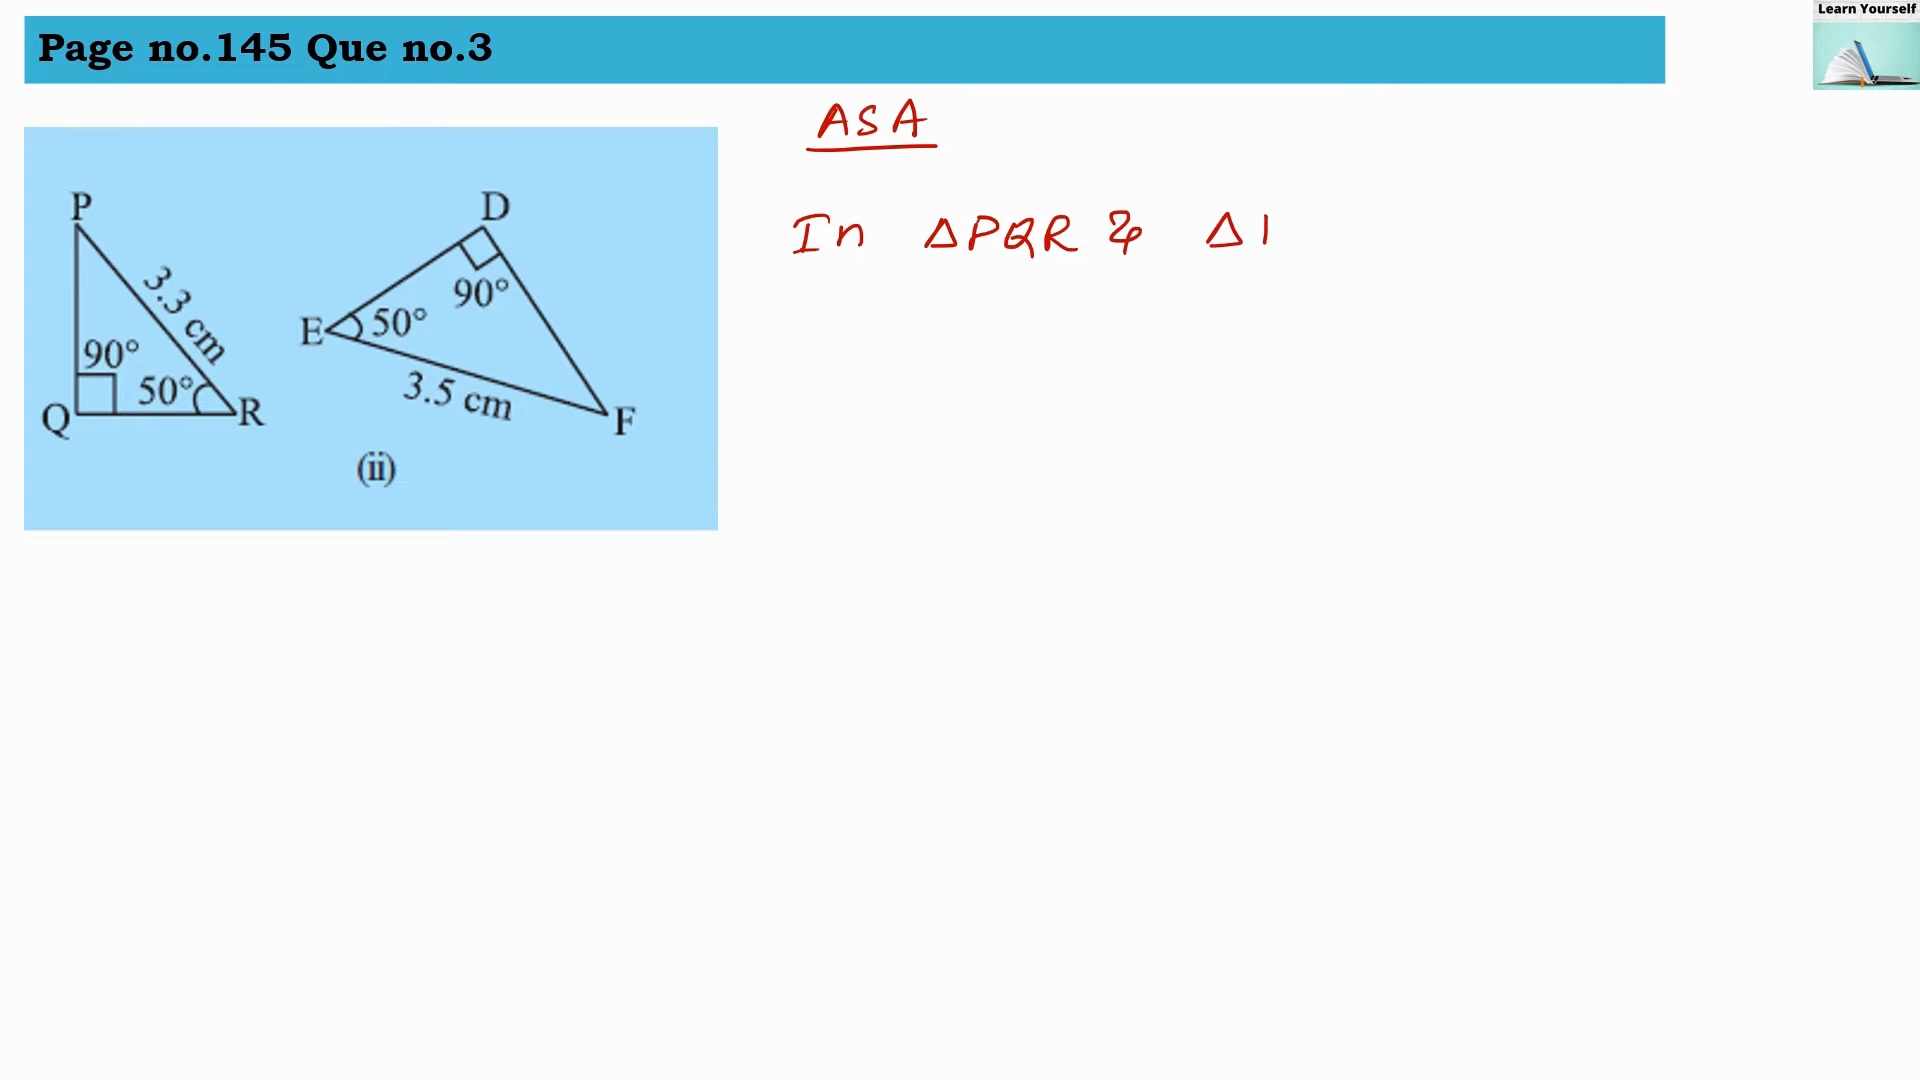 Page no.145 Que no.3
Learn Yourself
ASA
In ΔPQR & Δ
P
3.3 cm
90°
50°
Q
R
D
90°
E
50°
3.5 cm
F
(ii)